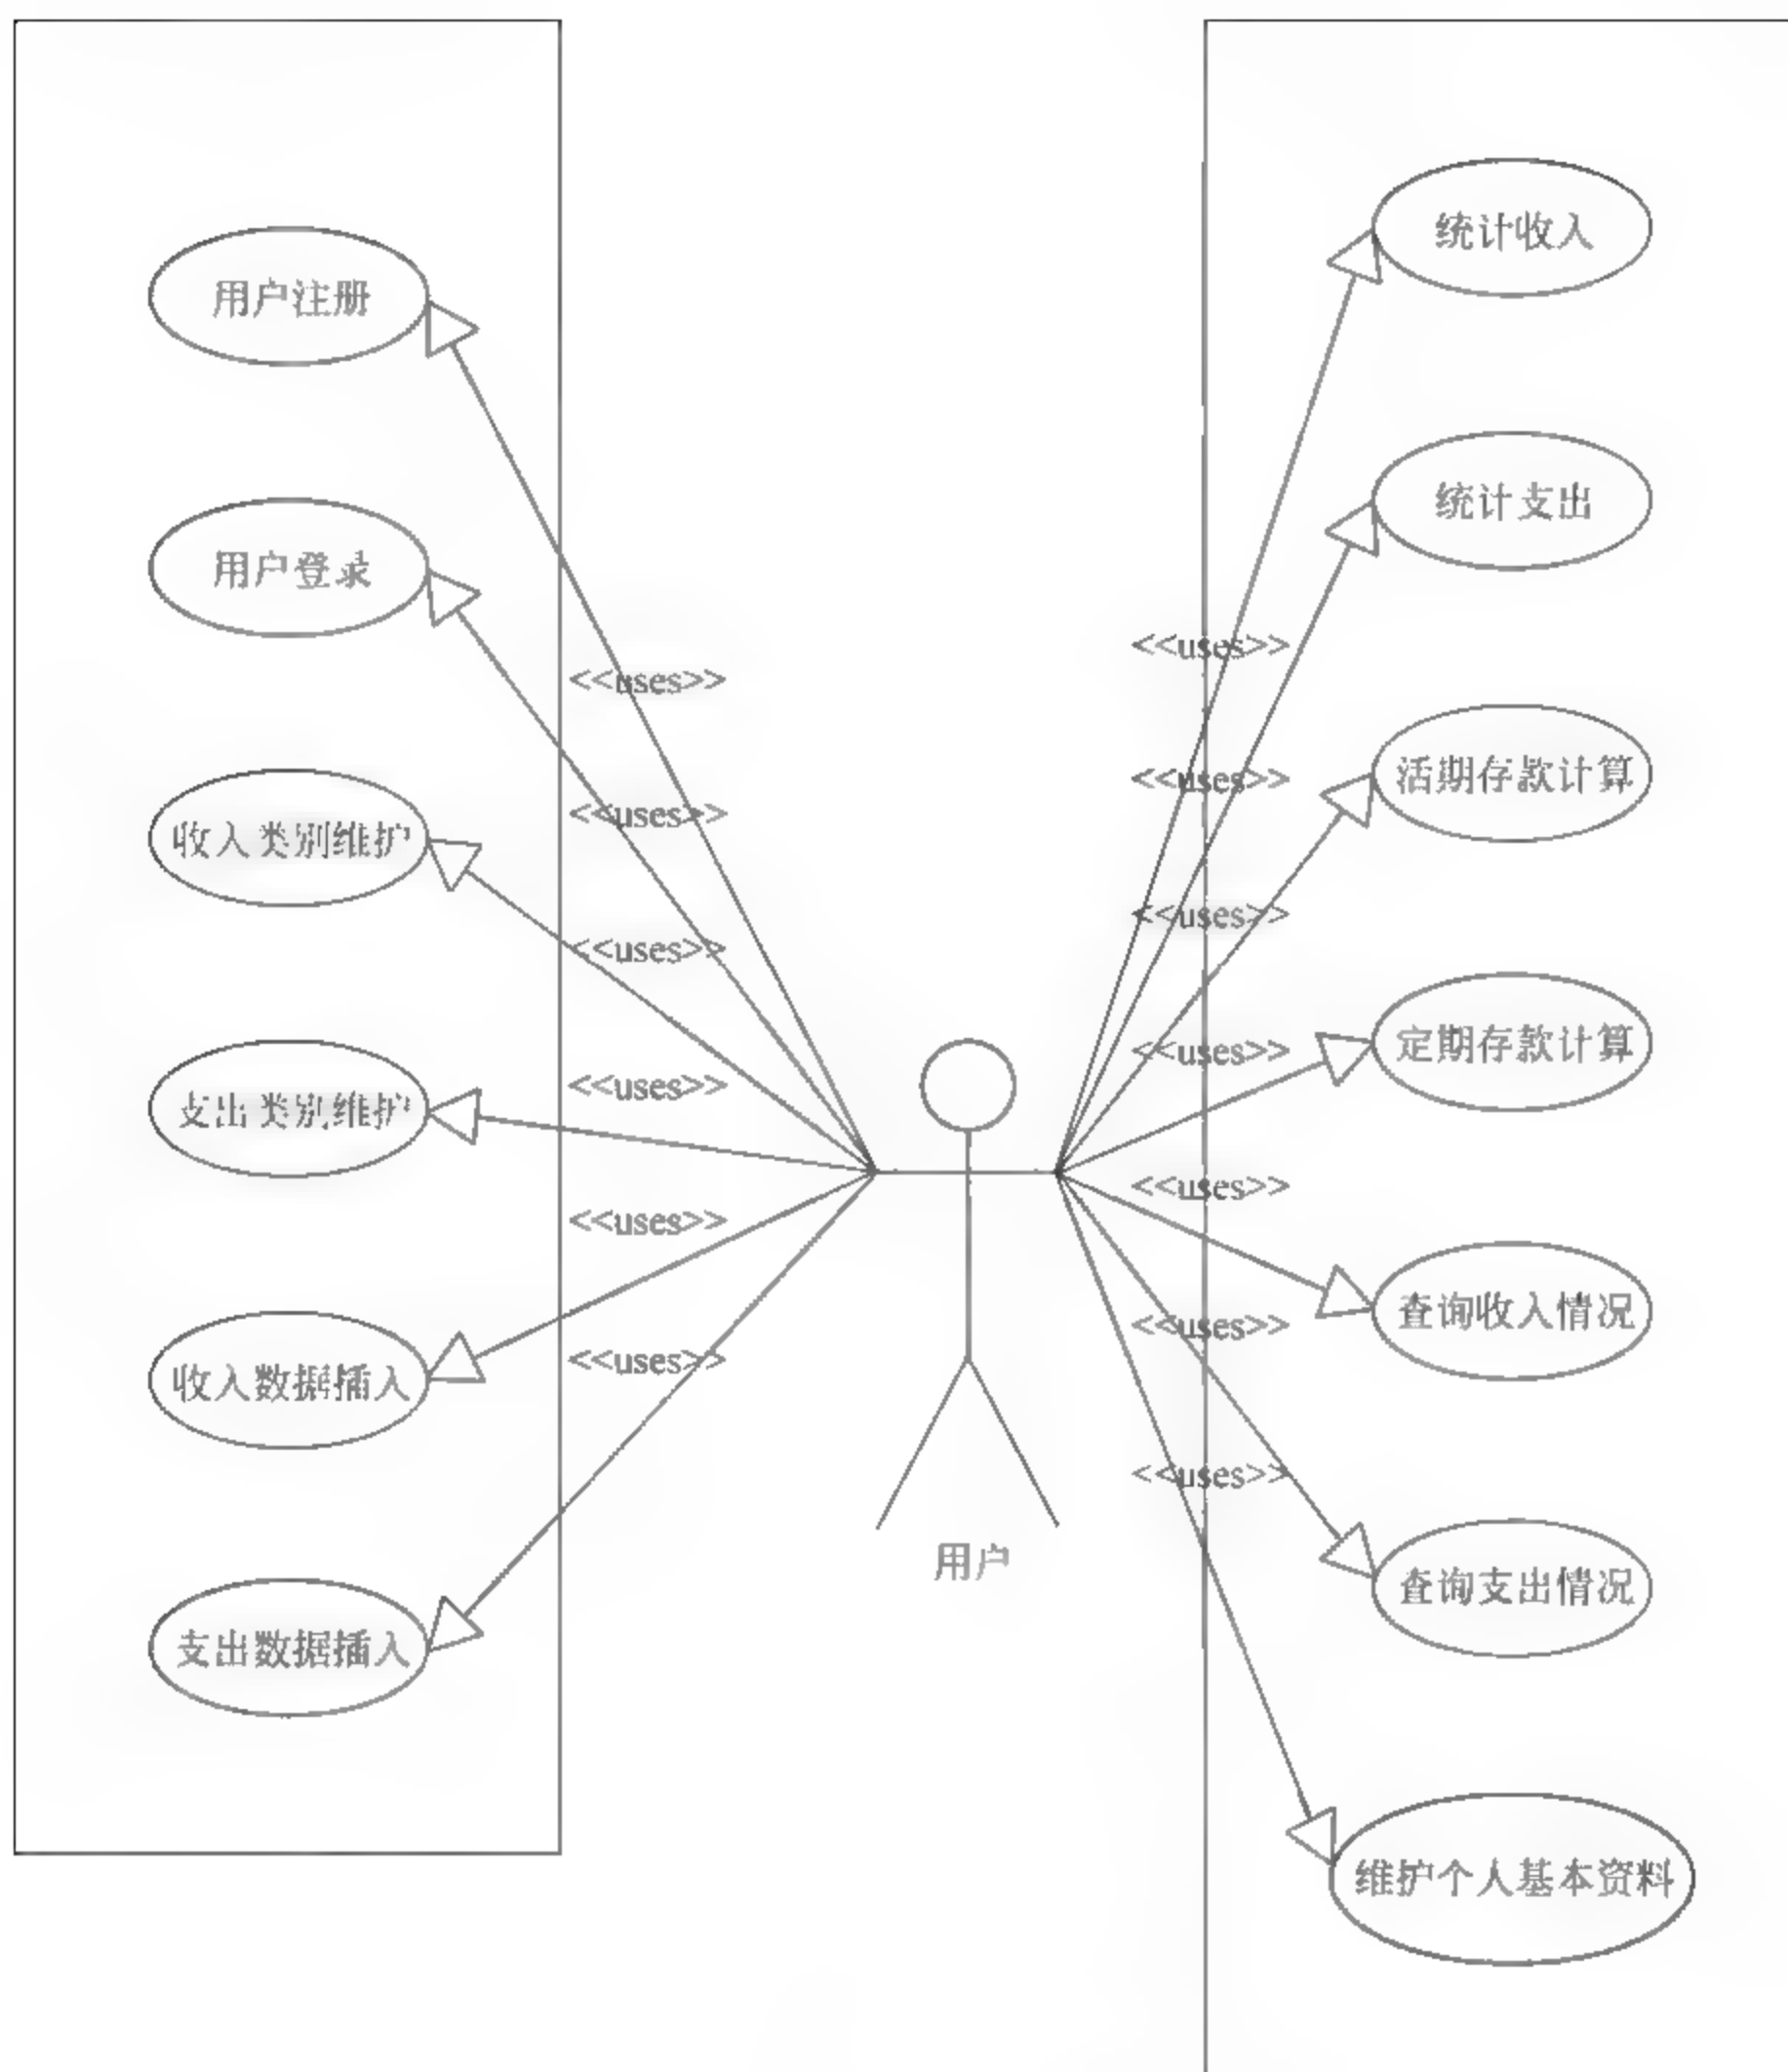 用户注册
用户登录
收入类别维护
支出类别维护
收入数据插入
支出数据插入
<<uses>>
<<uses>>
<<uses>>
<<uses>>
<<uses>>
<<uses>>
用户
<<uses>>
<<uses>>
<<uses>>
<<uses>>
<<uses>>
<<uses>>
<<uses>>
统计收入
统计支出
活期存款计算
定期存款计算
查询收入情况
查询支出情况
维护个人基本资料